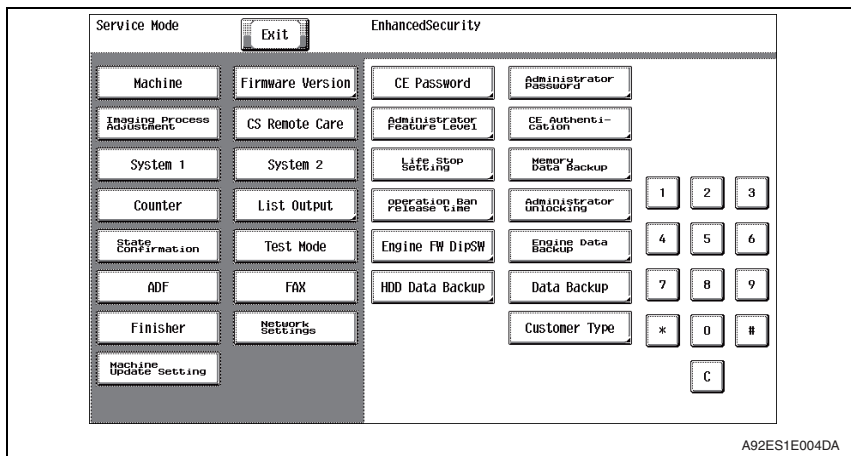 Service Mode
Exit
EnhancedSecurity
Machine
Firmware Version
CE Password
Administrator
Password
Imaging Process
Adjustment
CS Remote Care
Administrator
Feature Level
CE Authenti-
cation
System 1
System 2
Life Stop
Setting
Memory
Data Backup
Counter
List Output
operation Ban
release time
Administrator
unlocking
State
Confirmation
Test Mode
Engine FW DipSW
Engine Data
Backup
ADF
FAX
HDD Data Backup
Data Backup
Finisher
Network
Settings
Customer Type
Machine
Update Setting
1 2 3
4 5 6
7 8 9
* 0 #
C
A92ES1E004DA